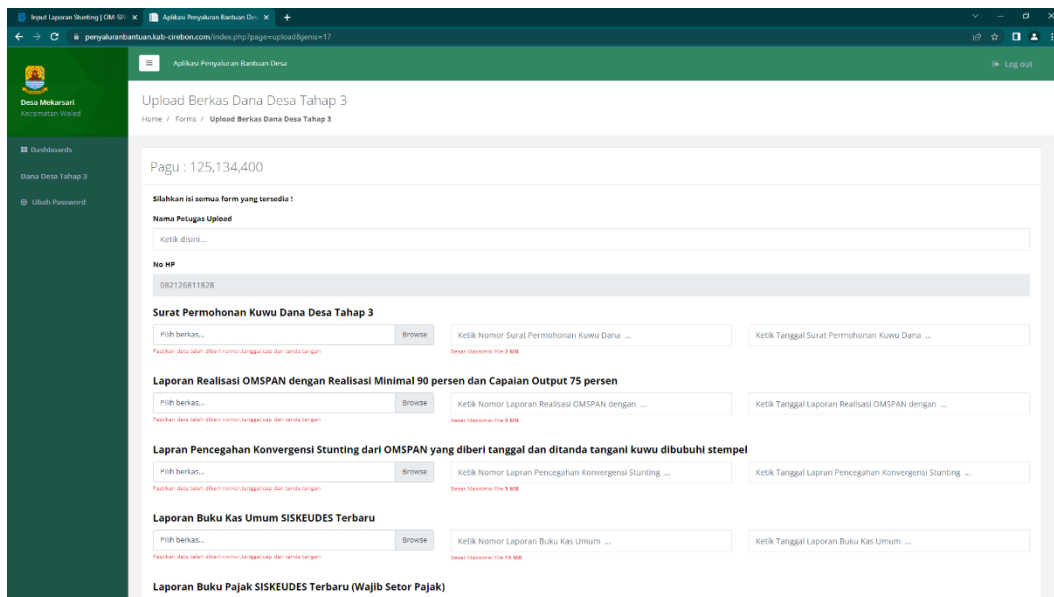 Input Laporan Stunting | OM-SPA
Aplikasi Penyaluran Bantuan Des
penyaluranbantuan.kab-cirebon.com/index.php?page=upload&jenis=17
Aplikasi Penyaluran Bantuan Desa
Log out
Desa Mekarsari
Kecamatan Waled
Dashboards
Dana Desa Tahap 3
Ubah Password
Upload Berkas Dana Desa Tahap 3
Home / Forms / Upload Berkas Dana Desa Tahap 3
Pagu : 125,134,400
Silahkan isi semua form yang tersedia !
Nama Petugas Upload
Ketik disini...
No HP
082126811828
Surat Permohonan Kuwu Dana Desa Tahap 3
Pilih berkas... Browse Ketik Nomor Surat Permohonan Kuwu Dana ... Ketik Tanggal Surat Permohonan Kuwu Dana ...
Pastikan data telah diberi nomor,tanggal,cap dan tanda tangan Besar Maksimal File 2 MB
Laporan Realisasi OMSPAN dengan Realisasi Minimal 90 persen dan Capaian Output 75 persen
Pilih berkas... Browse Ketik Nomor Laporan Realisasi OMSPAN dengan ... Ketik Tanggal Laporan Realisasi OMSPAN dengan ...
Pastikan data telah diberi nomor,tanggal,cap dan tanda tangan Besar Maksimal File 5 MB
Lapran Pencegahan Konvergensi Stunting dari OMSPAN yang diberi tanggal dan ditanda tangani kuwu dibubuhi stempel
Pilih berkas... Browse Ketik Nomor Lapran Pencegahan Konvergensi Stunting ... Ketik Tanggal Lapran Pencegahan Konvergensi Stunting ...
Pastikan data telah diberi nomor,tanggal,cap dan tanda tangan Besar Maksimal File 5 MB
Laporan Buku Kas Umum SISKEUDES Terbaru
Pilih berkas... Browse Ketik Nomor Laporan Buku Kas Umum ... Ketik Tanggal Laporan Buku Kas Umum ...
Pastikan data telah diberi nomor,tanggal,cap dan tanda tangan Besar Maksimal File 15 MB
Laporan Buku Pajak SISKEUDES Terbaru (Wajib Setor Pajak)